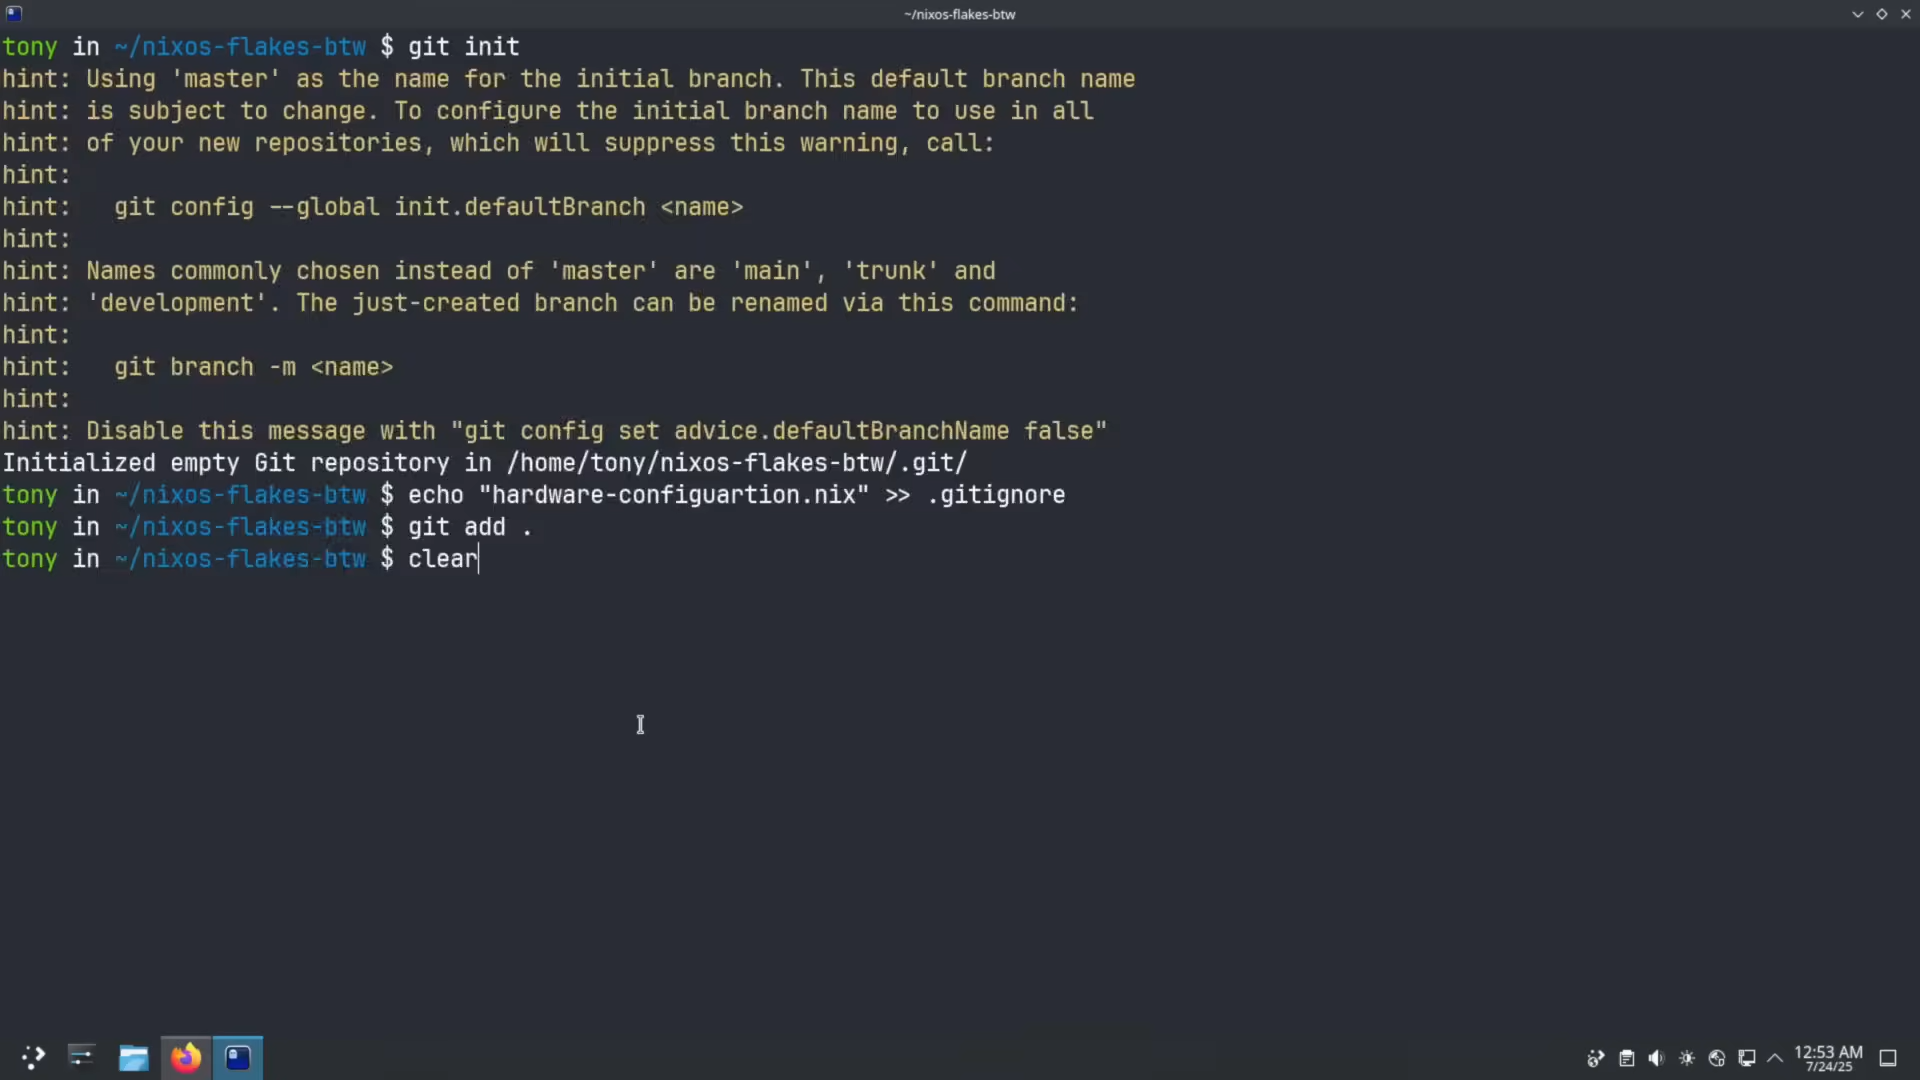 ~/nixos-flakes-btw
tony in ~/nixos-flakes-btw $ git init
hint: Using 'master' as the name for the initial branch. This default branch name
hint: is subject to change. To configure the initial branch name to use in all
hint: of your new repositories, which will suppress this warning, call:
hint:
hint:   git config --global init.defaultBranch <name>
hint:
hint: Names commonly chosen instead of 'master' are 'main', 'trunk' and
hint: 'development'. The just-created branch can be renamed via this command:
hint:
hint:   git branch -m <name>
hint:
hint: Disable this message with "git config set advice.defaultBranchName false"
Initialized empty Git repository in /home/tony/nixos-flakes-btw/.git/
tony in ~/nixos-flakes-btw $ echo "hardware-configuartion.nix" >> .gitignore
tony in ~/nixos-flakes-btw $ git add .
tony in ~/nixos-flakes-btw $ clear
12:53 AM
7/24/25